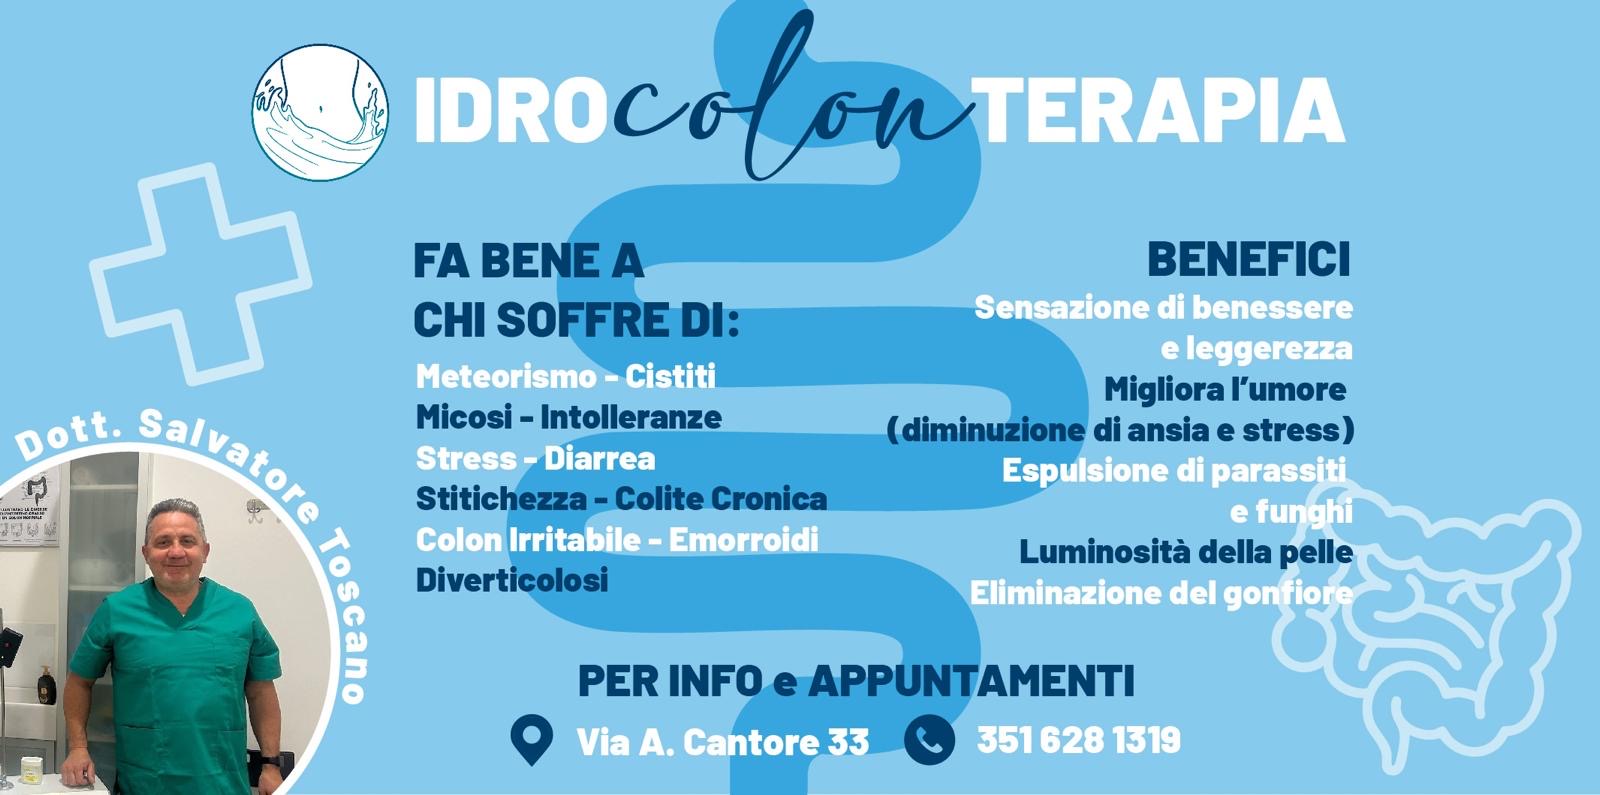 IDROcolonTERAPIA
FA BENE A
CHI SOFFRE DI:
Meteorismo - Cistiti
Micosi - Intolleranze
Stress - Diarrea
Stitichezza - Colite Cronica
Colon Irritabile - Emorroidi
Diverticolosi
BENEFICI
Sensazione di benessere
e leggerezza
Migliora l’umore
(diminuzione di ansia e stress)
Espulsione di parassiti
e funghi
Luminosità della pelle
Eliminazione del gonfiore
Dott. Salvatore Toscano
PER INFO e APPUNTAMENTI
Via A. Cantore 33
351 628 1319